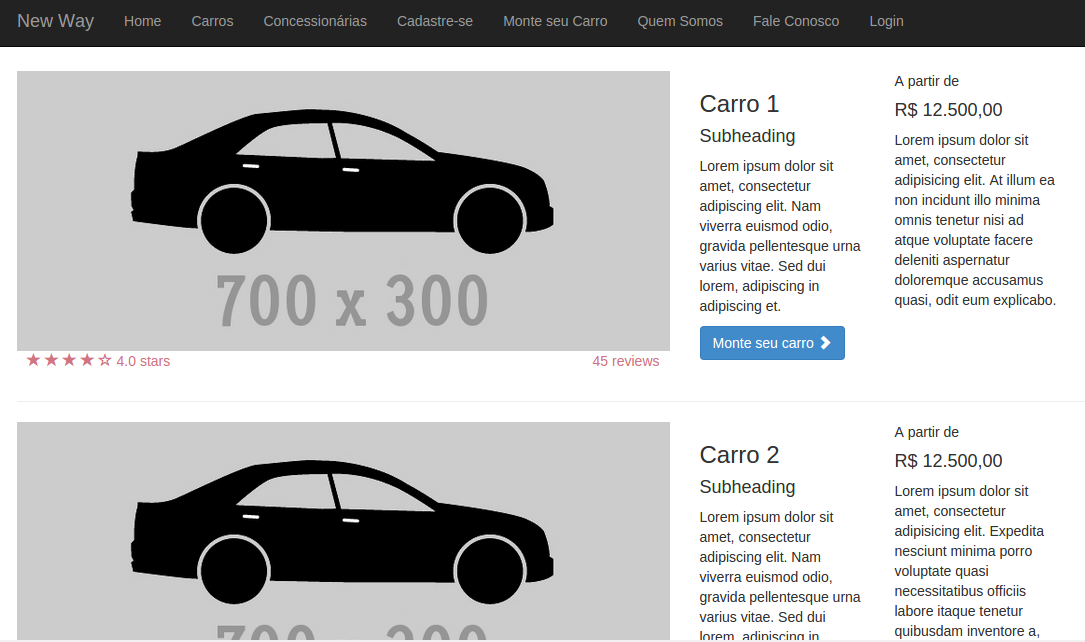 New Way Home Carros Concessionárias Cadastre-se Monte seu Carro Quem Somos Fale Conosco Login
700 x 300
4.0 stars
45 reviews
Carro 1
Subheading
Lorem ipsum dolor sit
amet, consectetur
adipiscing elit. Nam
viverra euismod odio,
gravida pellentesque urna
varius vitae. Sed dui
lorem, adipiscing in
adipiscing et.
Monte seu carro
A partir de
R$ 12.500,00
Lorem ipsum dolor sit
amet, consectetur
adipisicing elit. At illum ea
non incidunt illo minima
omnis tenetur nisi ad
atque voluptate facere
deleniti aspernatur
doloremque accusamus
quasi, odit eum explicabo.
700 x 300
Carro 2
Subheading
Lorem ipsum dolor sit
amet, consectetur
adipiscing elit. Nam
viverra euismod odio,
gravida pellentesque urna
varius vitae. Sed dui
lorem, adipiscing in
A partir de
R$ 12.500,00
Lorem ipsum dolor sit
amet, consectetur
adipisicing elit. Expedita
nesciunt minima porro
voluptate quasi
necessitatibus officiis
labore itaque tenetur
quibusdam inventore a,